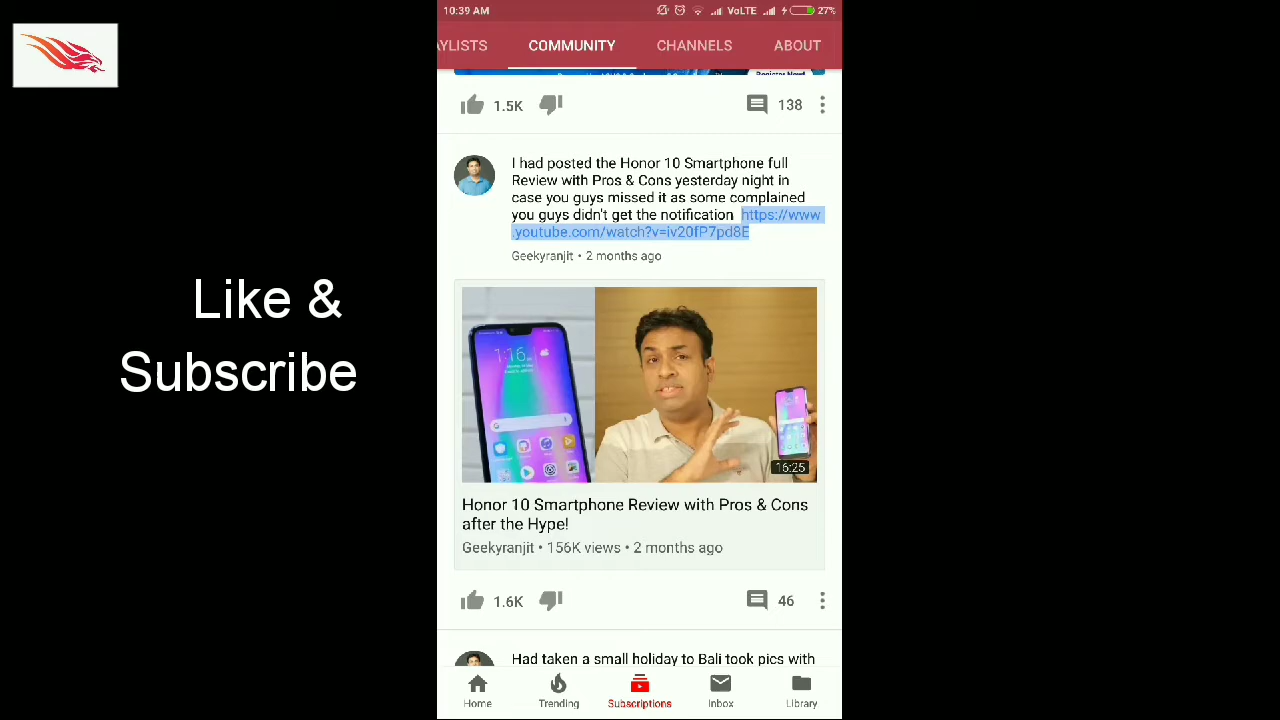 10:39 AM
VoLTE
27%
YLISTS
COMMUNITY
CHANNELS
ABOUT
Register Now!
1.5K
138
I had posted the Honor 10 Smartphone full
Review with Pros & Cons yesterday night in
case you guys missed it as some complained
you guys didn't get the notification https://www
.youtube.com/watch?v=iv20fP7pd8E
Geekyranjit • 2 months ago
1:16
16:25
Honor 10 Smartphone Review with Pros & Cons
after the Hype!
Geekyranjit • 156K views • 2 months ago
1.6K
46
Had taken a small holiday to Bali took pics with
Home
Trending
Subscriptions
Inbox
Library
Like &
Subscribe